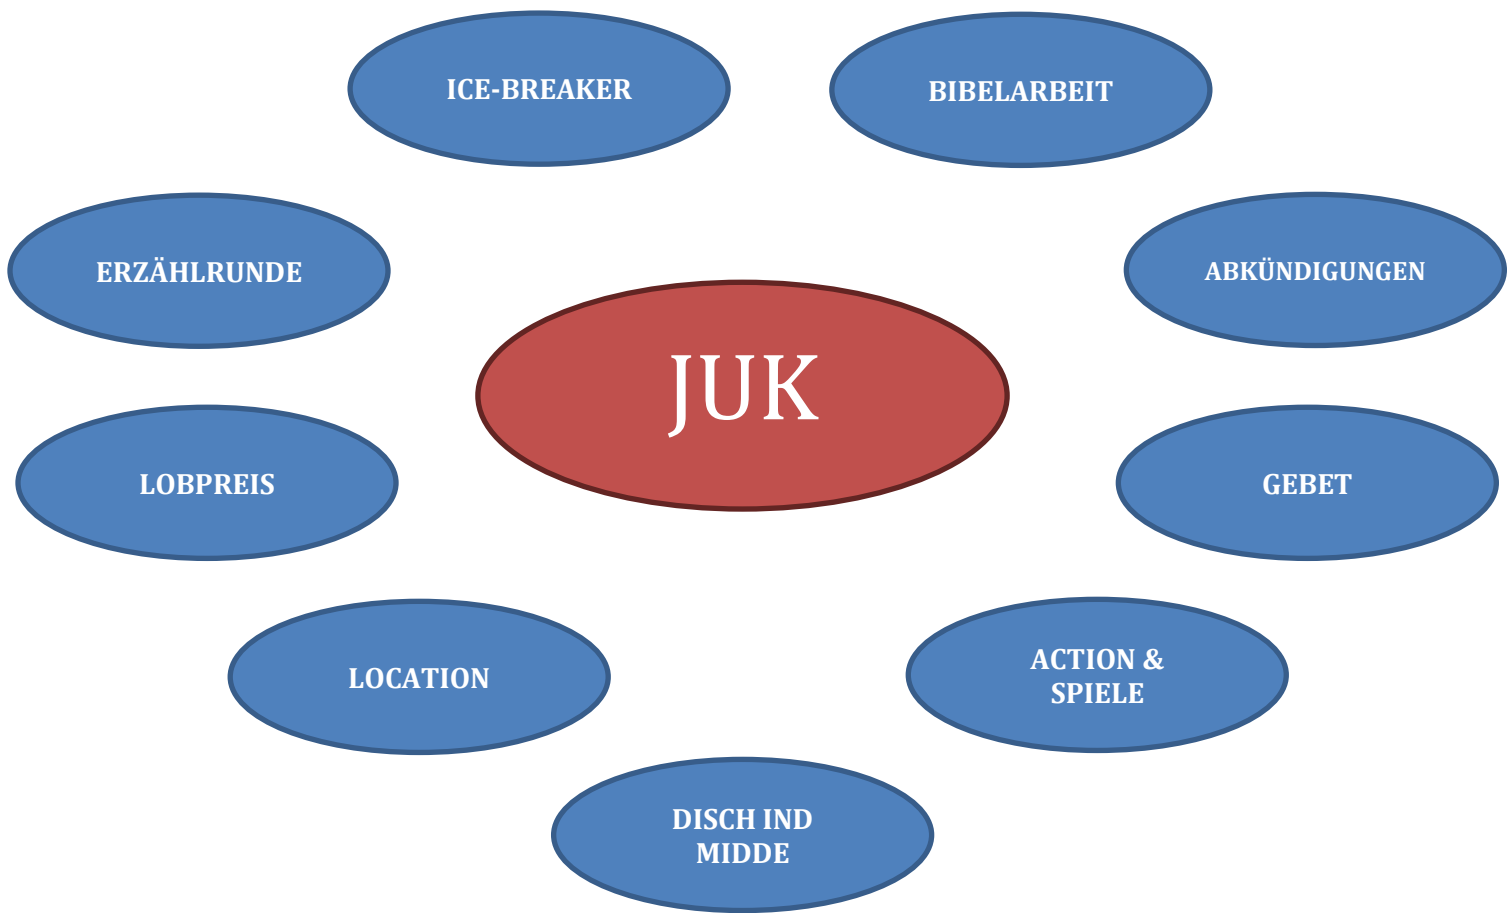 ICE-BREAKER
BIBELARBEIT
ERZÄHLRUNDE
ABKÜNDIGUNGEN
JUK
LOBPREIS
GEBET
LOCATION
ACTION &
SPIELE
DISCH IND
MIDDE